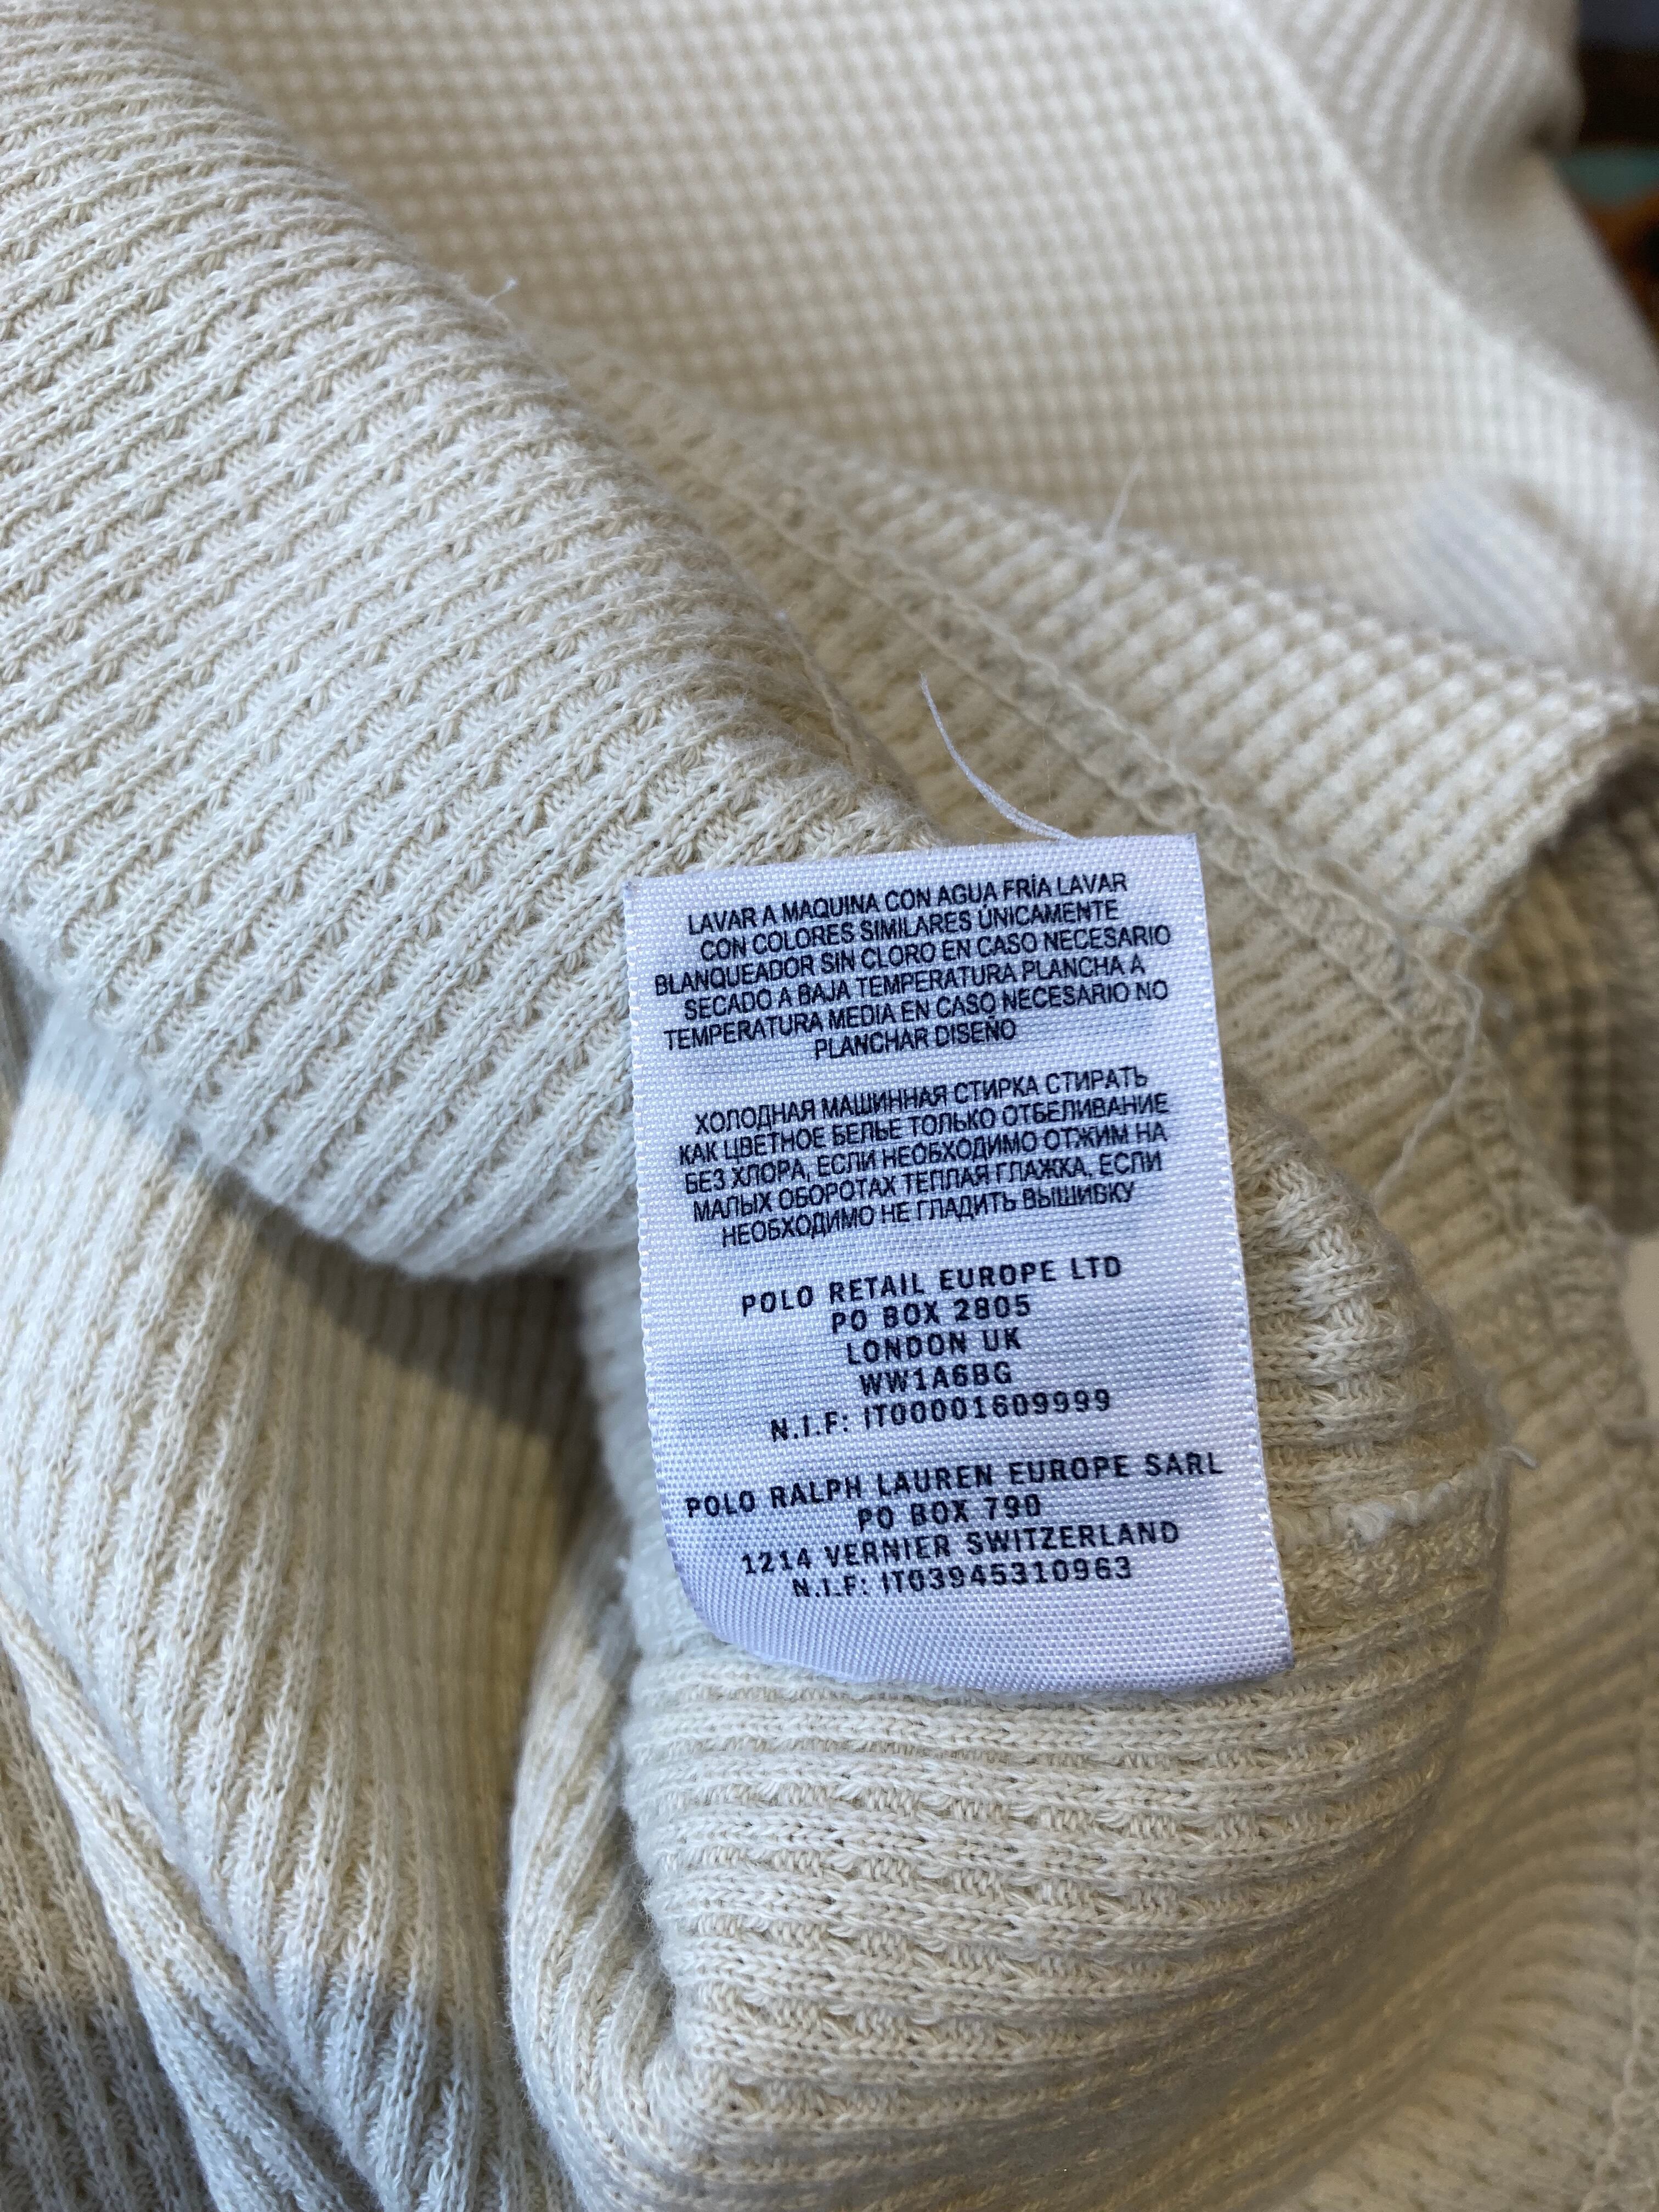 LAVAR A MAQUINA CON AGUA FRÍA LAVAR
CON COLORES SIMILARES ÚNICAMENTE
BLANQUEADOR SIN CLORO EN CASO NECESARIO
SECADO A BAJA TEMPERATURA PLANCHA A
TEMPERATURA MEDIA EN CASO NECESARIO NO
PLANCHAR DISEÑO
ХОЛОДНАЯ МАШИННАЯ СТИРКА СТИРАТЬ
КАК ЦВЕТНОЕ БЕЛЬЕ ТОЛЬКО ОТБЕЛИВАНИЕ
БЕЗ ХЛОРА, ЕСЛИ НЕОБХОДИМО ОТЖИМ НА
МАЛЫХ ОБОРОТАХ ТЕПЛАЯ ГЛАЖКА, ЕСЛИ
НЕОБХОДИМО НЕ ГЛАДИТЬ ВЫШИВКУ
POLO RETAIL EUROPE LTD
PO BOX 2805
LONDON UK
WW1A6BG
N.I.F: IT00001609999
POLO RALPH LAUREN EUROPE SARL
PO BOX 790
1214 VERNIER SWITZERLAND
N.I.F: IT03945310963